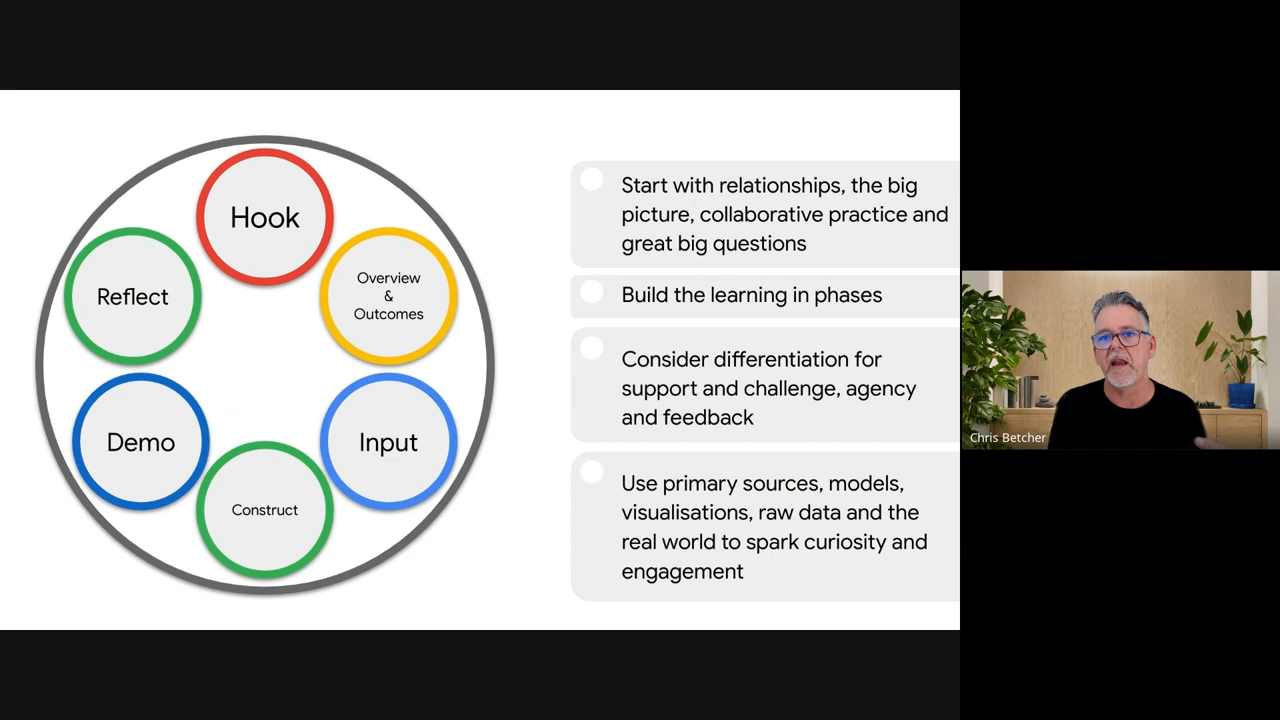 Hook
Overview
&
Outcomes
Input
Construct
Demo
Reflect
Start with relationships, the big
picture, collaborative practice and
great big questions
Build the learning in phases
Consider differentiation for
support and challenge, agency
and feedback
Use primary sources, models,
visualisations, raw data and the
real world to spark curiosity and
engagement
Chris Betcher